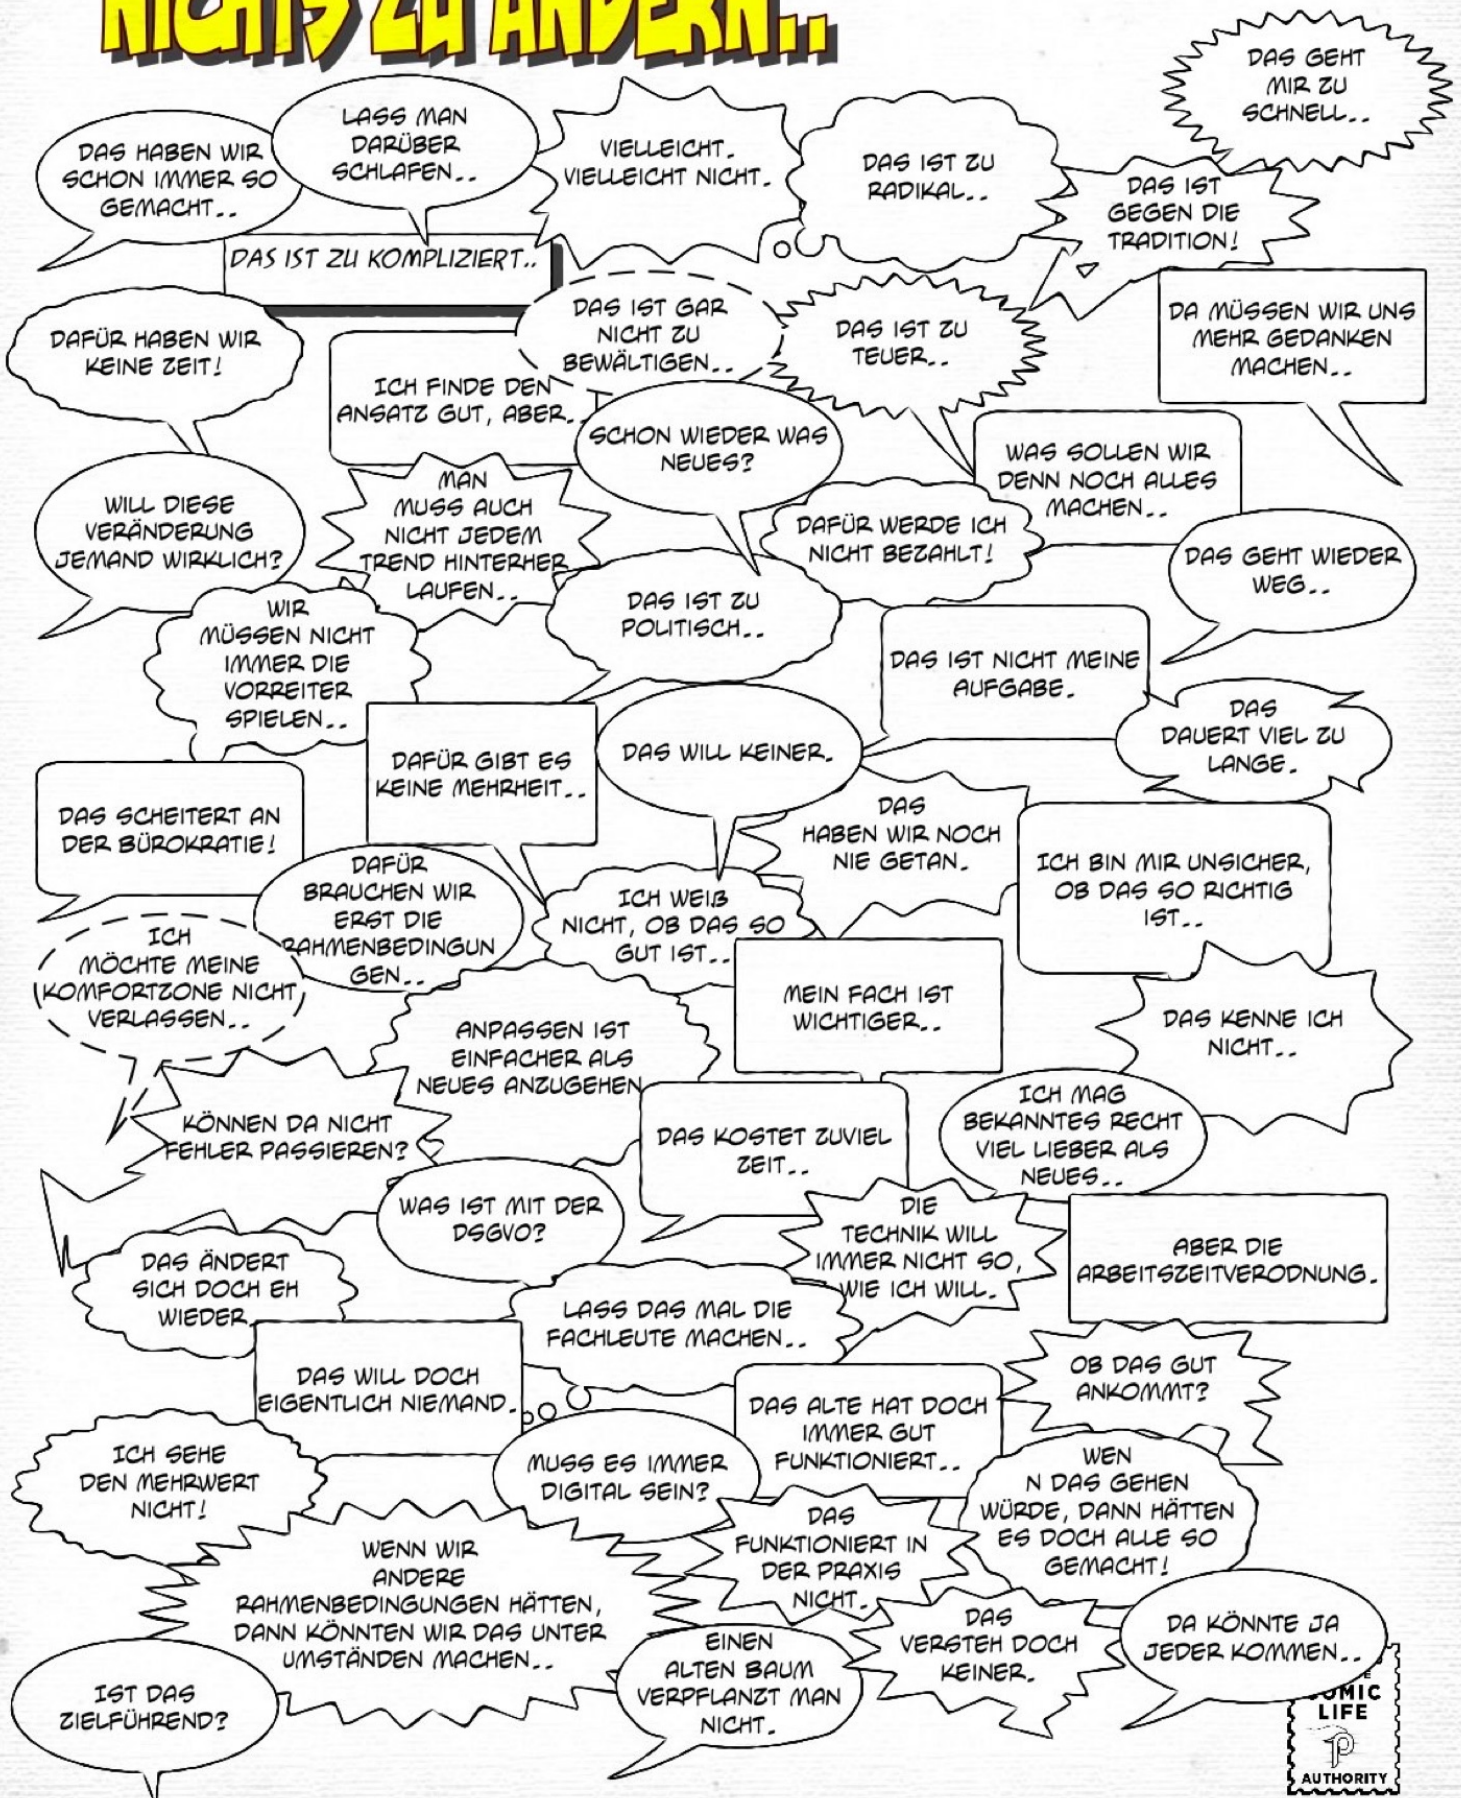 NICHTS ZU ÄNDERN..
DAS GEHT
MIR ZU
SCHNELL..
DAS HABEN WIR
SCHON IMMER SO
GEMACHT..
LASS MAN
DARÜBER
SCHLAFEN..
VIELLEICHT.
VIELLEICHT NICHT.
DAS IST ZU
RADIKAL..
DAS IST
GEGEN DIE
TRADITION!
DAS IST ZU KOMPLIZIERT..
DAFÜR HABEN WIR
KEINE ZEIT!
ICH FINDE DEN
ANSATZ GUT, ABER.
DAS IST GAR
NICHT ZU
BEWÄLTIGEN..
DAS IST ZU
TEUER..
DA MÜSSEN WIR UNS
MEHR GEDANKEN
MACHEN..
SCHON WIEDER WAS
NEUES?
WAS SOLLEN WIR
DENN NOCH ALLES
MACHEN..
WILL DIESE
VERÄNDERUNG
JEMAND WIRKLICH?
MAN
MUSS AUCH
NICHT JEDEM
TREND HINTERHER
LAUFEN..
DAFÜR WERDE ICH
NICHT BEZAHLT!
DAS GEHT WIEDER
WEG..
WIR
MÜSSEN NICHT
IMMER DIE
VORREITER
SPIELEN..
DAS IST ZU
POLITISCH..
DAS IST NICHT MEINE
AUFGABE.
DAS
DAUERT VIEL ZU
LANGE.
DAFÜR GIBT ES
KEINE MEHRHEIT..
DAS WILL KEINER.
DAS SCHEITERT AN
DER BÜROKRATIE!
DAS
HABEN WIR NOCH
NIE GETAN.
ICH BIN MIR UNSICHER,
OB DAS SO RICHTIG
IST..
DAFÜR
BRAUCHEN WIR
ERST DIE
RAHMENBEDINGUN
GEN..
ICH WEIß
NICHT, OB DAS SO
GUT IST..
ICH
MÖCHTE MEINE
KOMFORTZONE NICHT
VERLASSEN..
MEIN FACH IST
WICHTIGER..
DAS KENNE ICH
NICHT..
ANPASSEN IST
EINFACHER ALS
NEUES ANZUGEHEN
KÖNNEN DA NICHT
FEHLER PASSIEREN?
DAS KOSTET ZUVIEL
ZEIT..
ICH MAG
BEKANNTES RECHT
VIEL LIEBER ALS
NEUES..
WAS IST MIT DER
DSGVO?
DIE
TECHNIK WILL
IMMER NICHT SO,
WIE ICH WILL.
ABER DIE
ARBEITSZEITVERODNUNG.
DAS ÄNDERT
SICH DOCH EH
WIEDER
LASS DAS MAL DIE
FACHLEUTE MACHEN..
DAS WILL DOCH
EIGENTLICH NIEMAND.
OB DAS GUT
ANKOMMT?
DAS ALTE HAT DOCH
IMMER GUT
FUNKTIONIERT..
ICH SEHE
DEN MEHRWERT
NICHT!
MUSS ES IMMER
DIGITAL SEIN?
WEN
N DAS GEHEN
WÜRDE, DANN HÄTTEN
ES DOCH ALLE SO
GEMACHT!
DAS
FUNKTIONIERT IN
DER PRAXIS
NICHT.
WENN WIR
ANDERE
RAHMENBEDINGUNGEN HÄTTEN,
DANN KÖNNTEN WIR DAS UNTER
UMSTÄNDEN MACHEN..
DAS
VERSTEH DOCH
KEINER.
DA KÖNNTE JA
JEDER KOMMEN..
EINEN
ALTEN BAUM
VERPFLANZT MAN
NICHT.
IST DAS
ZIELFÜHREND?
COMIC
LIFE
AUTHORITY